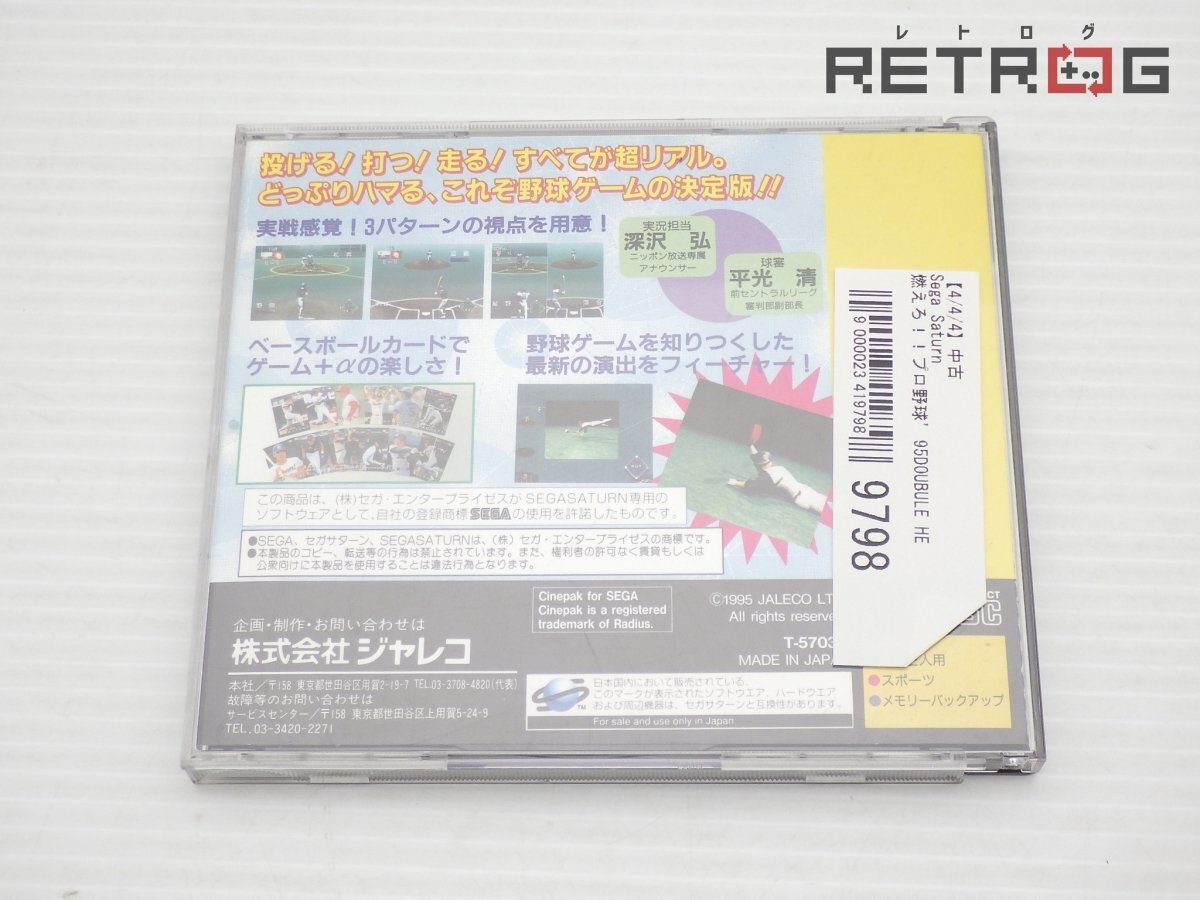 レトログ
RETROG
投げる！打つ！走る！すべてが超リアル。
どっぷりハマる、これぞ野球ゲームの決定版!!
実戦感覚！3パターンの視点を用意！
実況担当
深沢 弘
ニッポン放送専属
アナウンサー
球審
平光 清
前セントラルリーグ
審判部副部長
ベースボールカードで
ゲーム+αの楽しさ！
野球ゲームを知りつくした
最新の演出をフィーチャー！
この商品は、(株)セガ・エンタープライゼスがSEGASATURN専用の
ソフトウェアとして、自社の登録商標SEGAの使用を許諾したものです。
●SEGA、セガサターン、SEGASATURNは、(株)セガ・エンタープライゼスの商標です。
●本製品のコピー、転送等の行為は禁止されています。また、権利者の許可なく賃貸もしくは
公衆向けに本製品を使用することは違法行為となります。
Cinepak for SEGA
Cinepak is a registered
trademark of Radius.
©1995 JALECO LT
All rights reserve
T-5703
MADE IN JAPA
企画・制作・お問い合わせは
株式会社 ジャレコ
本社／〒158 東京都世田谷区用賀2-19-7 TEL.03-3708-4820(代表)
故障等のお問い合わせは
サービスセンター／〒158 東京都世田谷区上用賀5-24-9
TEL.03-3420-2271
日本国内において販売されている、
このマークが表示されたソフトウエア、ハードウエア
および周辺機器は、セガサターンと互換性があります。
TM
For sale and use only in Japan
人用
●スポーツ
●メモリーバックアップ
【4/4/4】中古
Sega Saturn
燃えろ！！プロ野球'95DOUBULE HE
9 000023 419798
9798